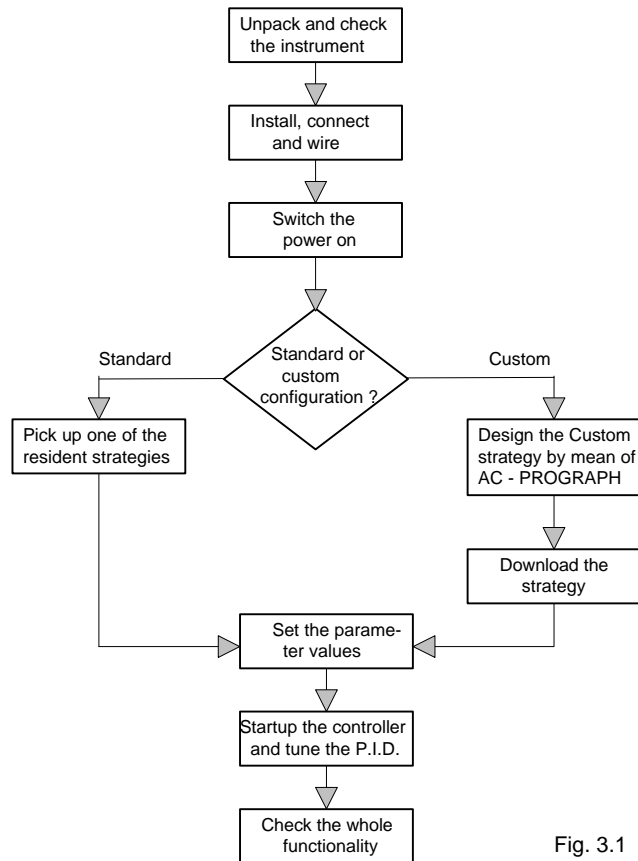 Unpack and check
the instrument
Install, connect
and wire
Switch the
power on
Standard or
custom
configuration ?
Standard
Custom
Pick up one of the
resident strategies
Design the Custom
strategy by mean of
AC - PROGRAPH
Download the
strategy
Set the parame-
ter values
Startup the controller
and tune the P.I.D.
Check the whole
functionality
Fig. 3.1